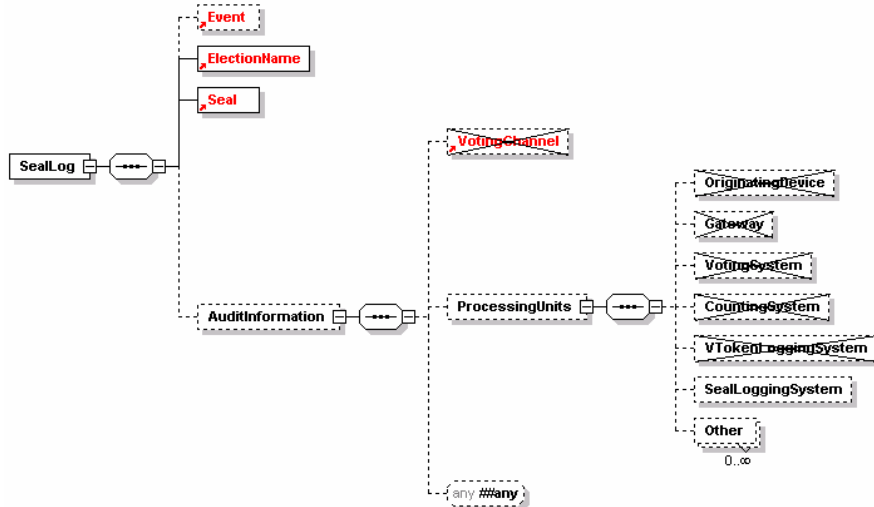 Event
ElectionName
Seal
VotingChannel
SealLog
OriginatingDevice
Gateway
VotingSystem
AuditInformation
ProcessingUnits
CountingSystem
VTokenLoggingSystem
SealLoggingSystem
Other
0..∞
any ##any